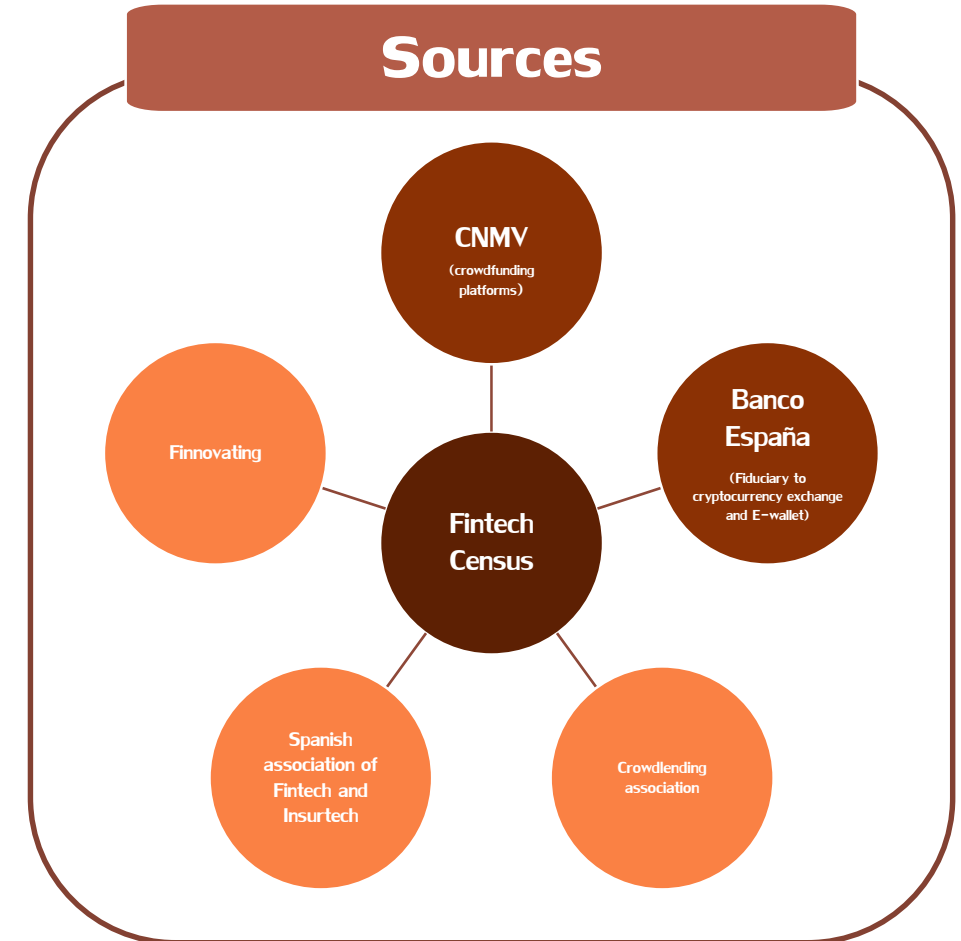 Sources
CNMV
(crowdfunding
platforms)
Banco
España
(Fiduciary to
cryptocurrency exchange
and E-wallet)
Finnovating
Fintech
Census
Spanish
association of
Fintech and
Insurtech
Crowdlending
association